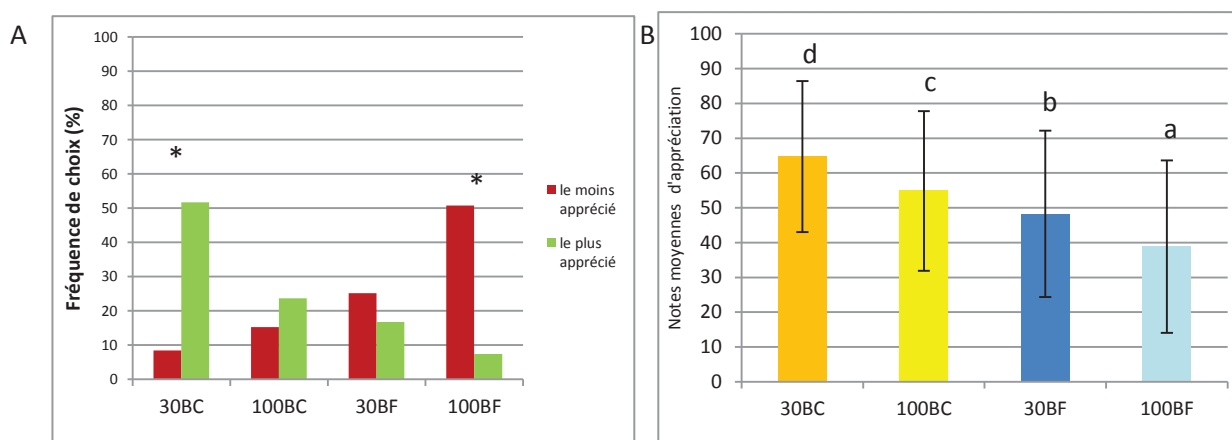 A
Fréquence de choix (%)
100
90
80
70
60
50
40
30
20
10
0
*
*
30BC 100BC 30BF 100BF
le moins
apprécié
le plus
apprécié
B
Notes moyennes d'appréciation
100
90
80
70
60
50
40
30
20
10
0
d
c
b
a
30BC 100BC 30BF 100BF